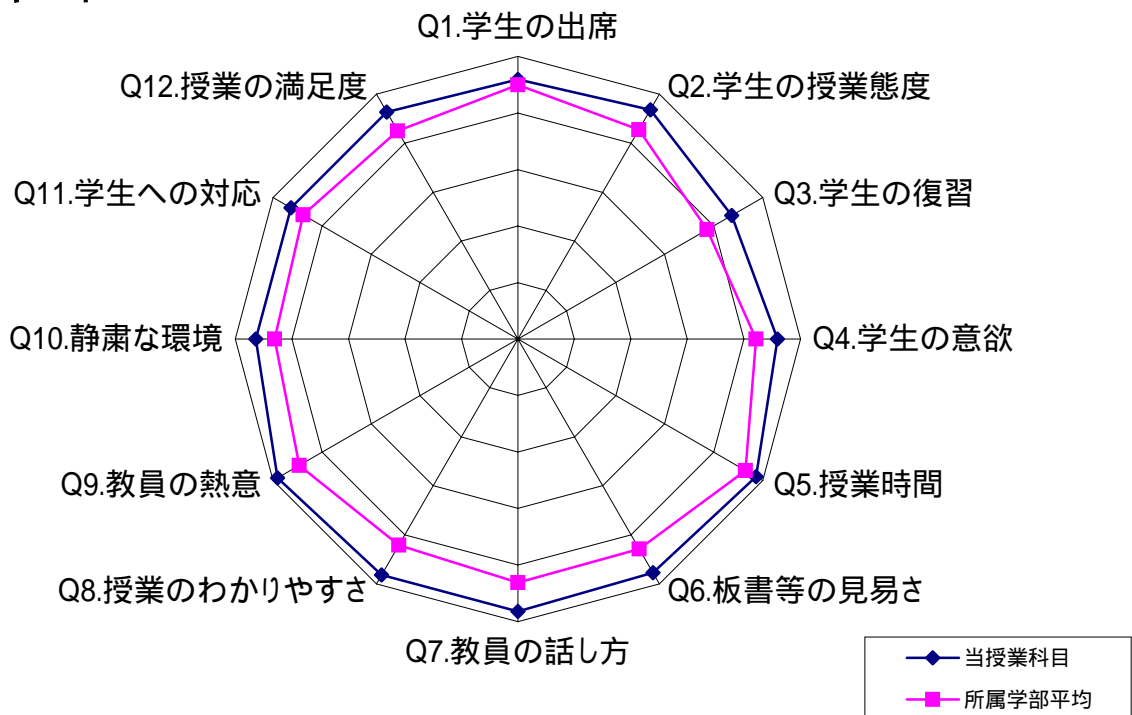 Q1.学生の出席
Q2.学生の授業態度
Q3.学生の復習
Q4.学生の意欲
Q5.授業時間
Q6.板書等の見易さ
Q7.教員の話し方
Q8.授業のわかりやすさ
Q9.教員の熱意
Q10.静粛な環境
Q11.学生への対応
Q12.授業の満足度
当授業科目
所属学部平均